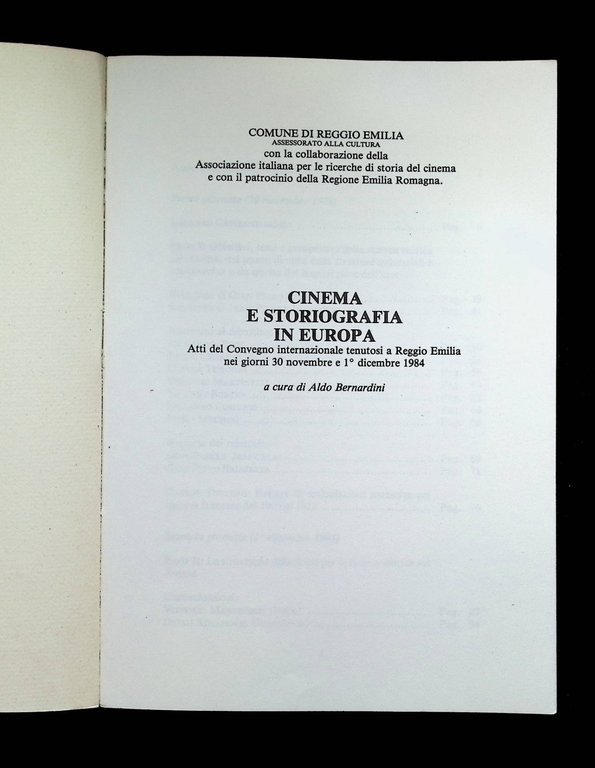 COMUNE DI REGGIO EMILIA
ASSESSORATO ALLA CULTURA
con la collaborazione della
Associazione italiana per le ricerche di storia del cinema
e con il patrocinio della Regione Emilia Romagna.
CINEMA
E STORIOGRAFIA
IN EUROPA
Atti del Convegno internazionale tenutosi a Reggio Emilia
nei giorni 30 novembre e 1° dicembre 1984
a cura di Aldo Bernardini